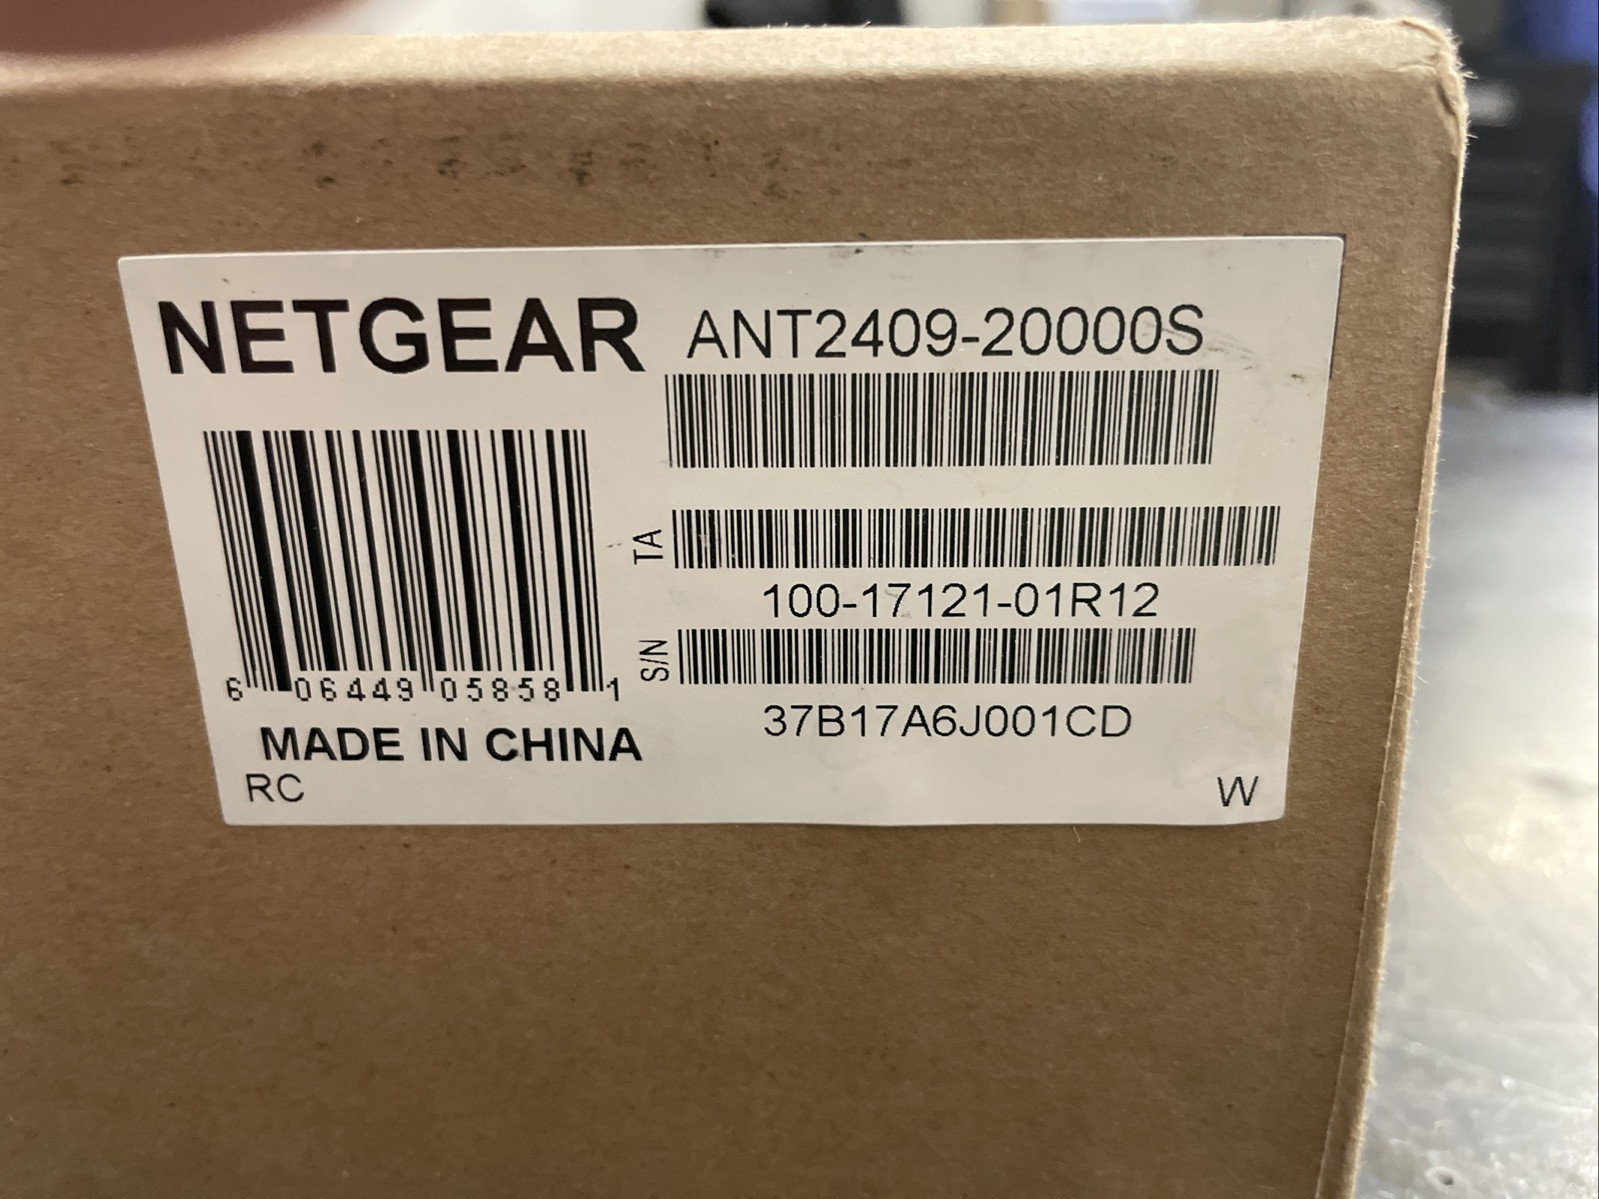 NETGEAR ANT2409-20000S
TA
100-17121-01R12
S/N
6 06449 05858 1
37B17A6J001CD
MADE IN CHINA
RC
W